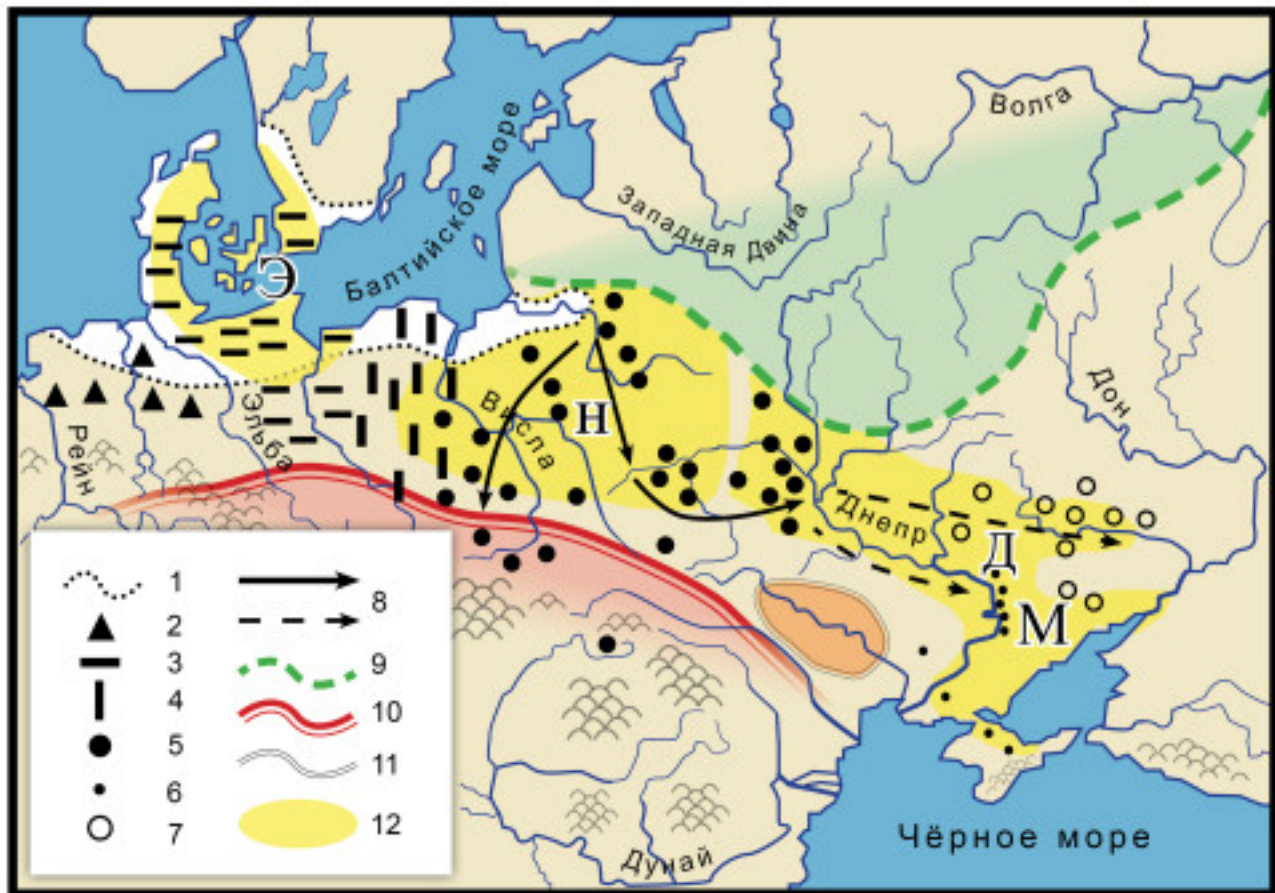 Волга
Балтийское море
Западная Двина
Э
Дон
Н
Висла
Эльба
Рейн
Днепр
Д
М
Чёрное море
Дунай
1
2
3
4
5
6
7
8
9
10
11
12